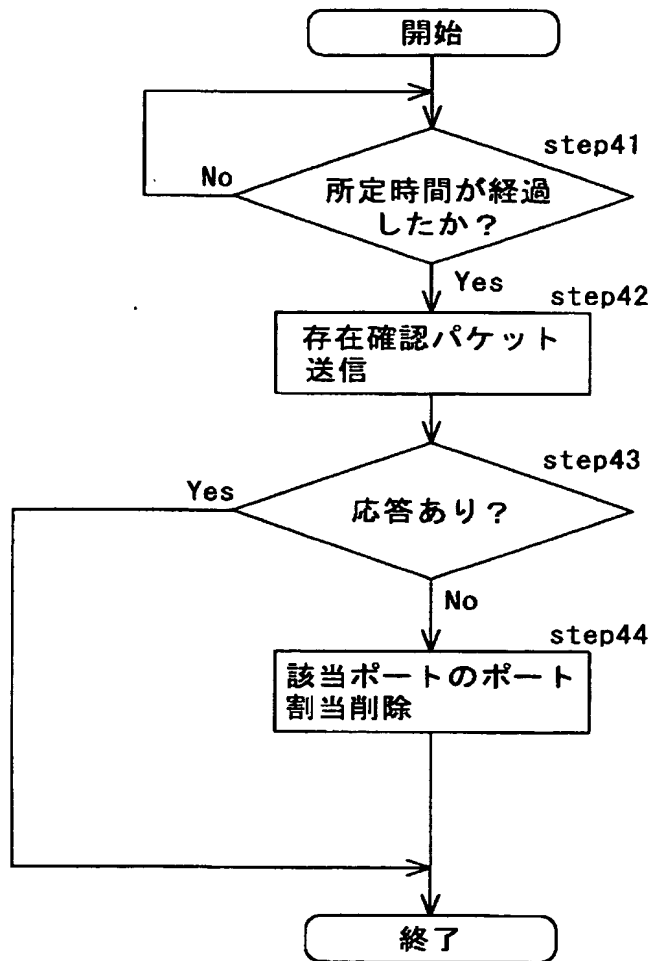 開始
step41
No
所定時間が経過
したか？
Yes
step42
存在確認パケット
送信
step43
Yes
応答あり？
No
step44
該当ポートのポート
割当削除
終了